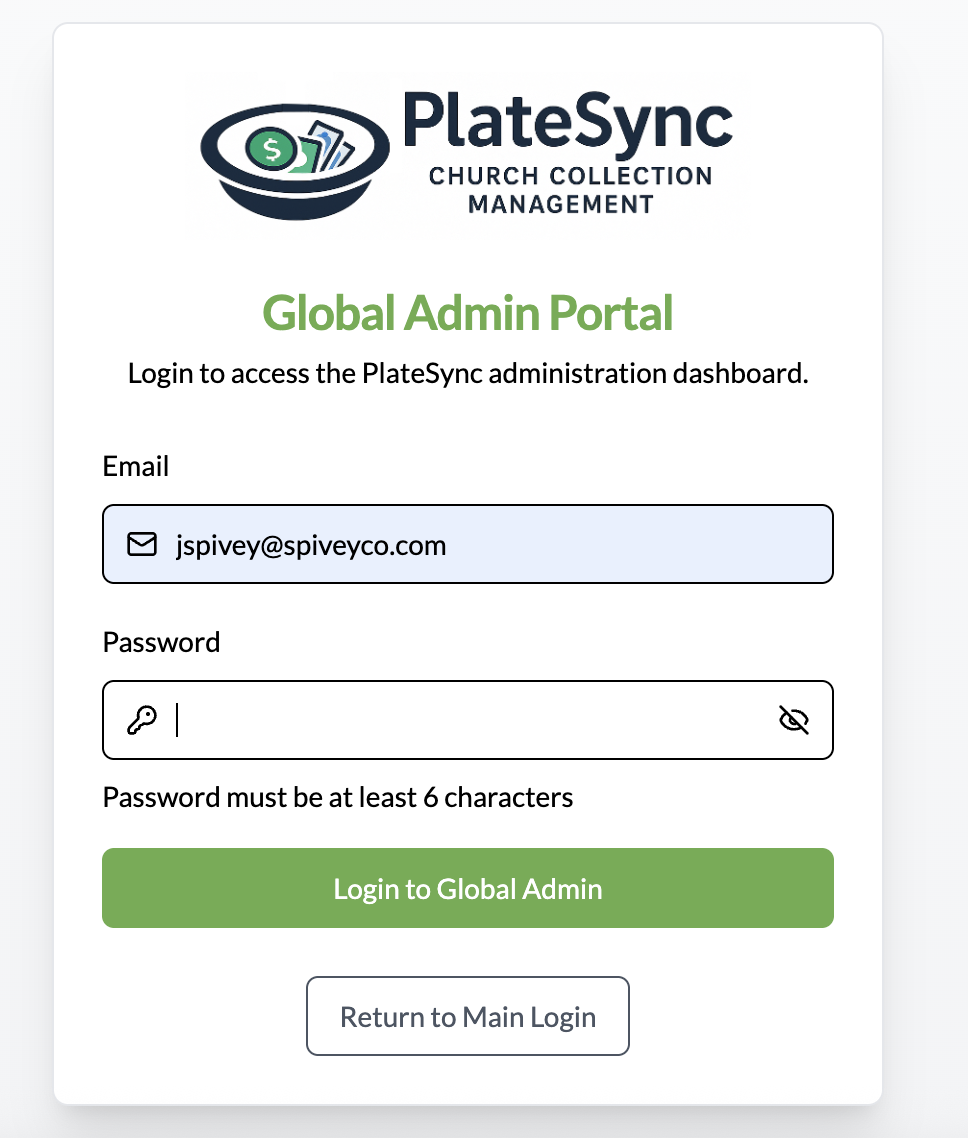 PlateSync
CHURCH COLLECTION
MANAGEMENT
$
Global Admin Portal
Login to access the PlateSync administration dashboard.
Email
jspivey@spiveyco.com
Password
Password must be at least 6 characters
Login to Global Admin
Return to Main Login